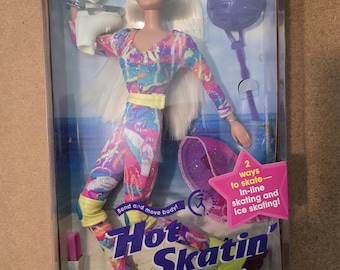 2
ways
to skate—
In-line
skating and
ice skating!
Bend and move body!
Hot
Skatin'